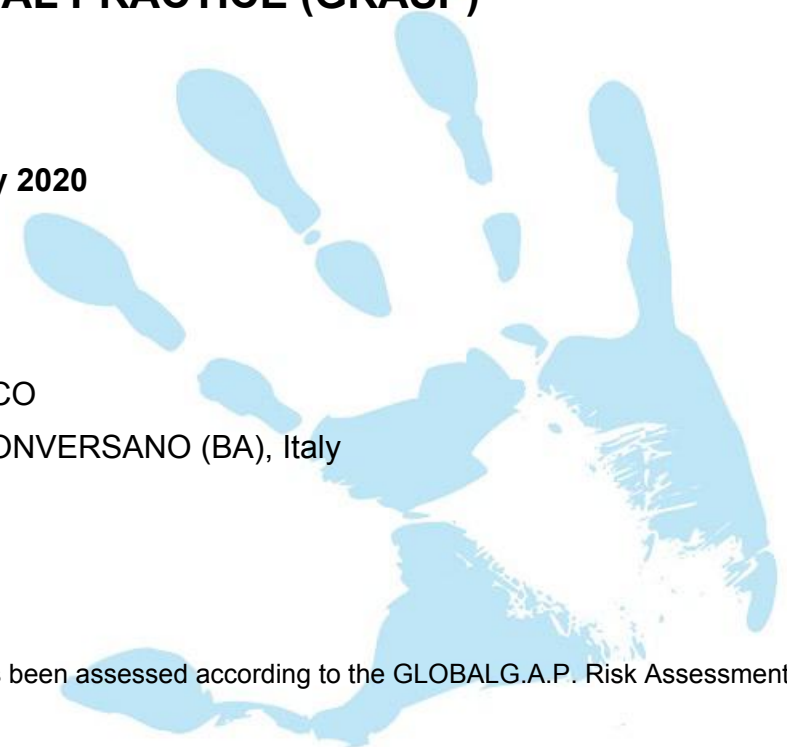 AL PRACTICE (GRASP)
y 2020
CO
ONVERSANO (BA), Italy
s been assessed according to the GLOBALG.A.P. Risk Assessment